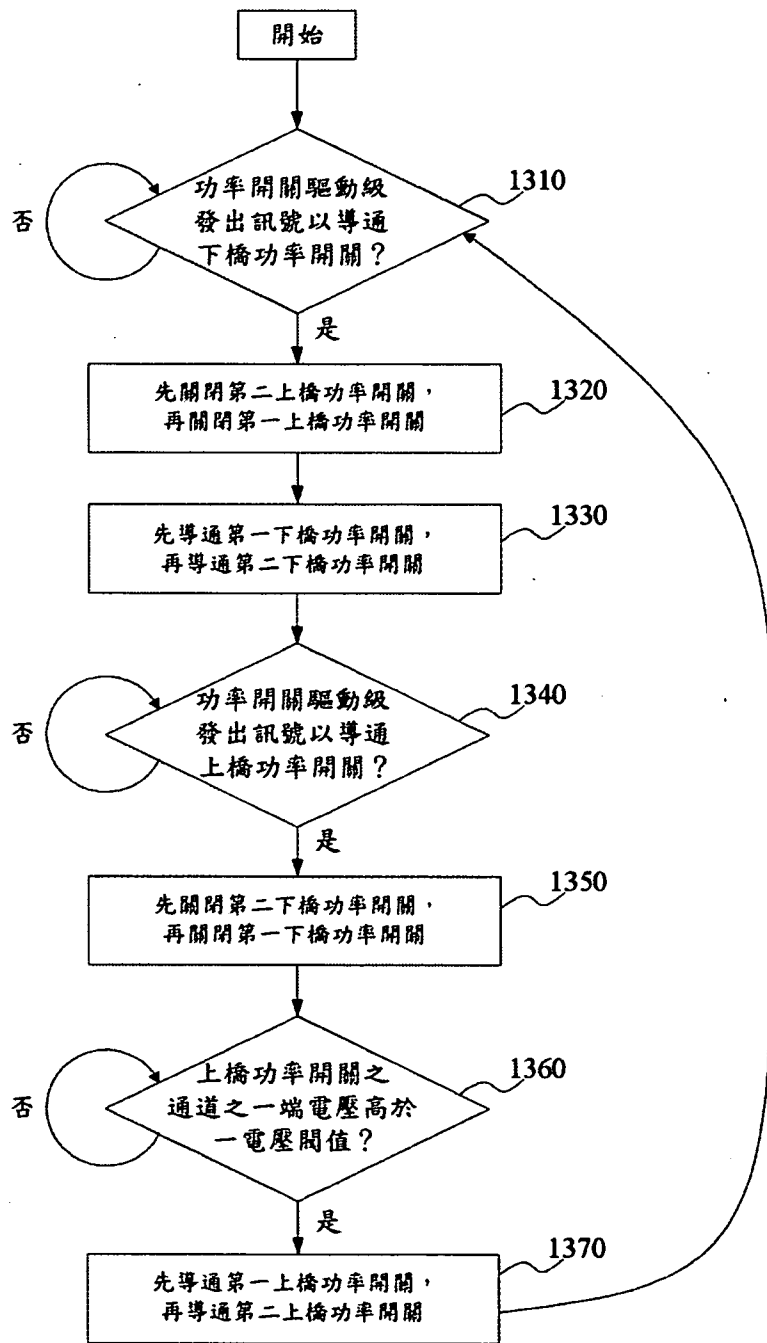 開始
功率開關驅動級
發出訊號以導通
下橋功率開關？
1310
否
是
先關閉第二上橋功率開關，
再關閉第一上橋功率開關
1320
先導通第一下橋功率開關，
再導通第二下橋功率開關
1330
功率開關驅動級
發出訊號以導通
上橋功率開關？
1340
否
是
先關閉第二下橋功率開關，
再關閉第一下橋功率開關
1350
上橋功率開關之
通道之一端電壓高於
一電壓閥值？
1360
否
是
先導通第一上橋功率開關，
再導通第二上橋功率開關
1370